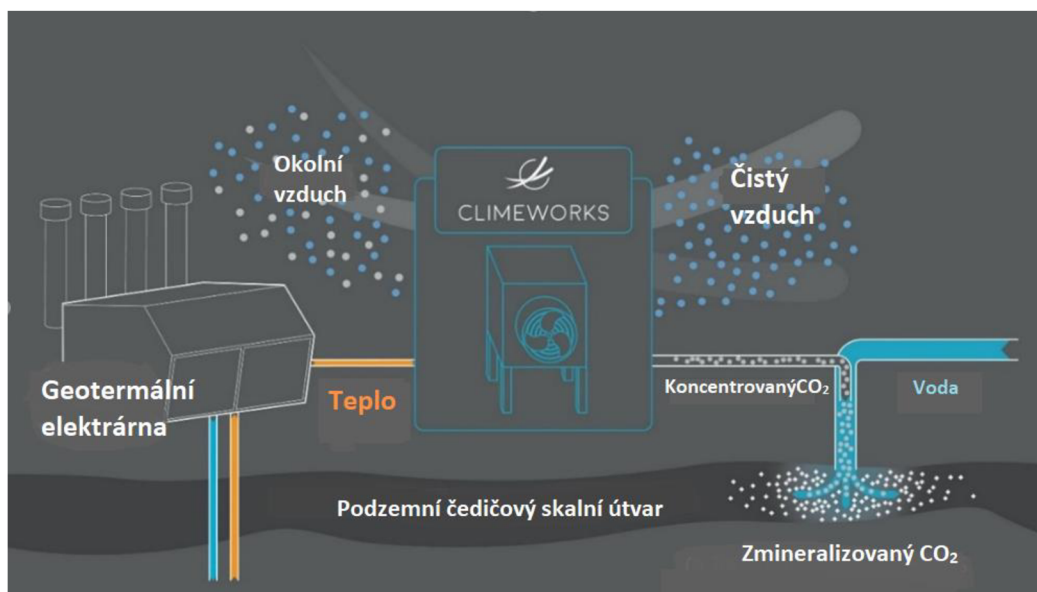 Okolní
vzduch
CLIMEWORKS
Čistý
vzduch
Geotermální
elektrárna
Teplo
KoncentrovanýCO₂
Voda
Podzemní čedičový skalní útvar
Zmineralizovaný CO₂